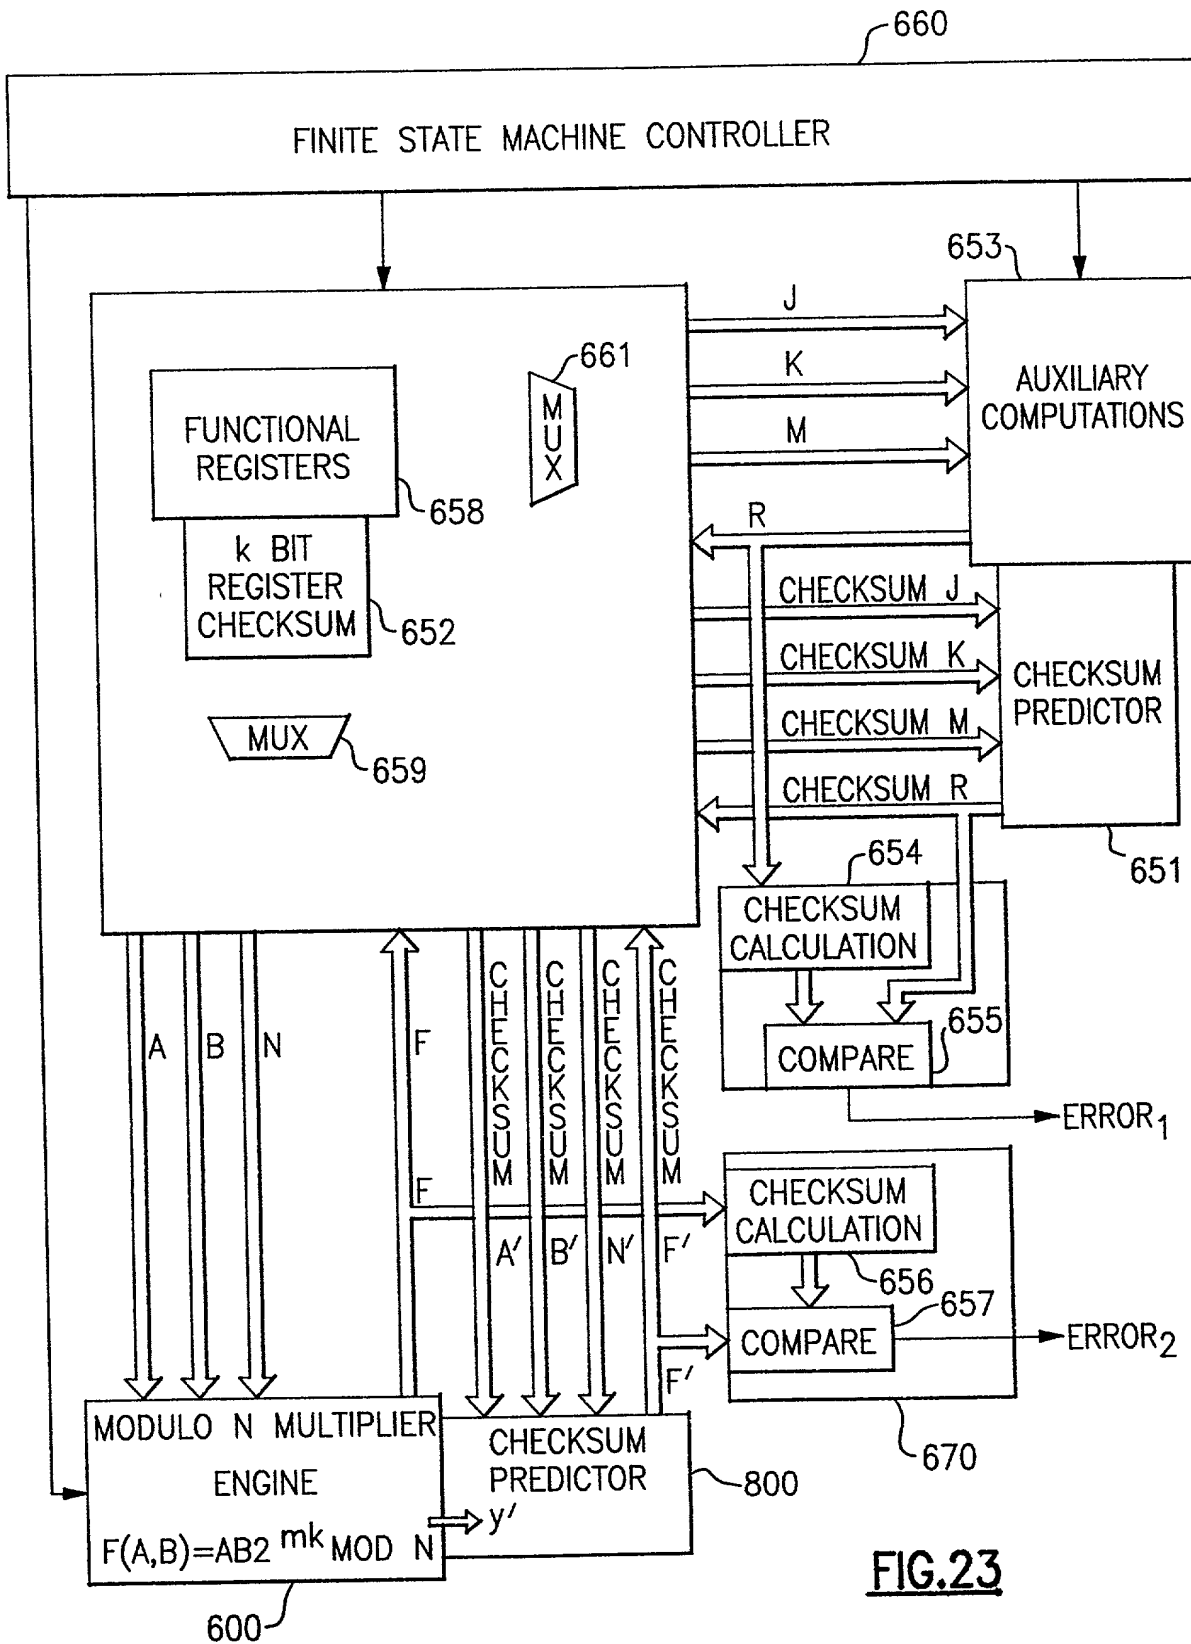 660
FINITE STATE MACHINE CONTROLLER
653
J
K
M
R
661
MUX
FUNCTIONAL
REGISTERS
658
k BIT
REGISTER
CHECKSUM
652
MUX
659
AUXILIARY
COMPUTATIONS
CHECKSUM J
CHECKSUM K
CHECKSUM M
CHECKSUM R
CHECKSUM
PREDICTOR
651
654
CHECKSUM
CALCULATION
655
COMPARE
ERROR1
A
B
N
F
CHECKSUM
CHECKSUM
CHECKSUM
CHECKSUM
F
A′
B′
N′
F′
CHECKSUM
CALCULATION
656
657
COMPARE
ERROR2
F′
670
MODULO N MULTIPLIER
ENGINE
F(A,B)=AB2 mk MOD N
600
CHECKSUM
PREDICTOR
y′
800
FIG.23